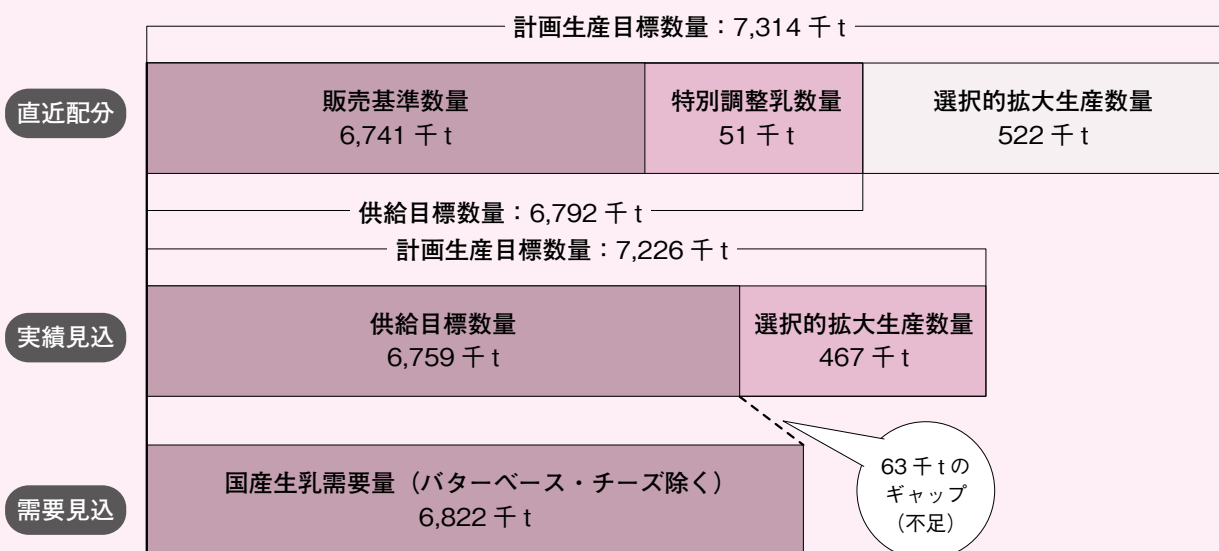 計画生産目標数量：7,314 千 t
直近配分
販売基準数量
6,741 千 t
特別調整乳数量
51 千 t
選択的拡大生産数量
522 千 t
供給目標数量：6,792 千 t
計画生産目標数量：7,226 千 t
実績見込
供給目標数量
6,759 千 t
選択的拡大生産数量
467 千 t
63 千 t の
ギャップ
（不足）
需要見込
国産生乳需要量（バターベース・チーズ除く）
6,822 千 t